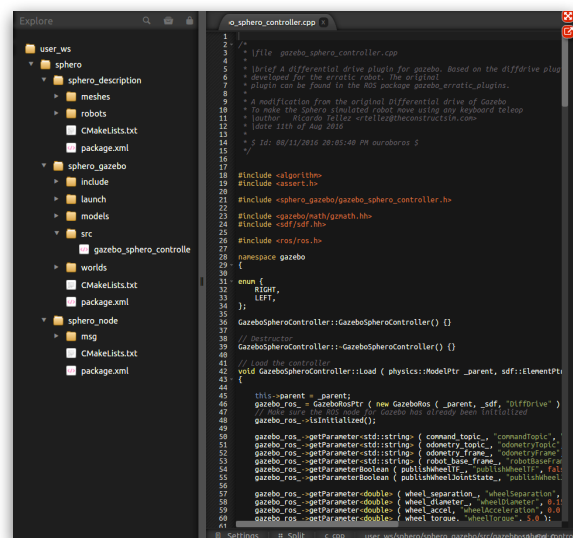 Explore
user_ws
sphero
sphero_description
meshes
robots
CMakeLists.txt
package.xml
sphero_gazebo
include
launch
models
src
gazebo_sphero_controlle
worlds
CMakeLists.txt
package.xml
sphero_node
msg
CMakeLists.txt
package.xml
o_sphero_controller.cpp
1
2 /*
3 * \file gazebo_sphero_controller.cpp
4 *
5 * \brief A differential drive plugin for gazebo. Based on the diffdrive plug
6 * developed for the erratic robot. The original
7 * plugin can be found in the ROS package gazebo_erratic_plugins.
8 *
9 * A modification from the original Differential drive of Gazebo
10 * To make the Sphero simulated robot move using any keyboard teleop
11 * \author Ricardo Tellez <rtellez@theconstructsim.com>
12 * \date 11th of Aug 2016
13 *
14 * $ Id: 06/11/2016 20:05:40 PM ouroboros $
15 */
16
17
18 #include <algorithm>
19 #include <assert.h>
20
21 #include <sphero_gazebo/gazebo_sphero_controller.h>
22
23 #include <gazebo/math/gzmath.hh>
24 #include <sdf/sdf.hh>
25
26 #include <ros/ros.h>
27
28 namespace gazebo
29 {
30
31 enum {
32 RIGHT,
33 LEFT,
34 };
35
36 GazeboSpheroController::GazeboSpheroController() {}
37
38 // Destructor
39 GazeboSpheroController::~GazeboSpheroController() {}
40
41 // Load the controller
42 void GazeboSpheroController::Load ( physics::ModelPtr _parent, sdf::ElementPtr
43 {
44
45 this->parent = _parent;
46 gazebo_ros_ = GazeboRosPtr ( new GazeboRos ( _parent, _sdf, "DiffDrive" )
47 // Make sure the ROS node for Gazebo has already been initialized
48 gazebo_ros_->isInitialized();
49
50 gazebo_ros_->getParameter<std::string> ( command_topic_, "commandTopic", "
51 gazebo_ros_->getParameter<std::string> ( odometry_topic_, "odometryTopic"
52 gazebo_ros_->getParameter<std::string> ( odometry_frame_, "odometryFrame"
53 gazebo_ros_->getParameter<std::string> ( robot_base_frame_, "robotBaseFram
54 gazebo_ros_->getParameterBoolean ( publishWheelTF_, "publishWheelTF", fal
55 gazebo_ros_->getParameterBoolean ( publishWheelJointState_, "publishWheel
56
57 gazebo_ros_->getParameter<double> ( wheel_separation_, "wheelSeparation",
58 gazebo_ros_->getParameter<double> ( wheel_diameter_, "wheelDiameter", 0.15
59 gazebo_ros_->getParameter<double> ( wheel_accel, "wheelAcceleration", 0.0
60 gazebo_ros_->getParameter<double> ( wheel_torque, "wheelTorque", 5.0 );
61
Settings Split c_cpp user_ws/sphero/sphero_gazebo/src/gazebo